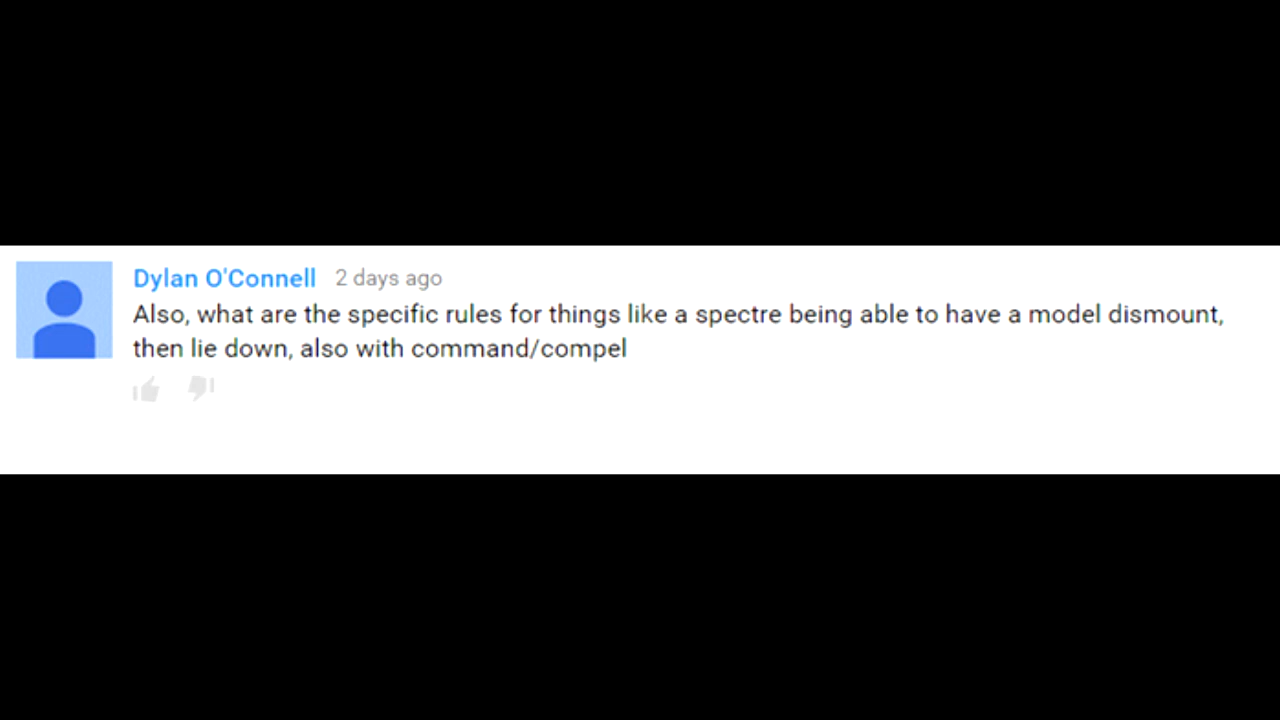 Dylan O'Connell 2 days ago
Also, what are the specific rules for things like a spectre being able to have a model dismount,
then lie down, also with command/compel